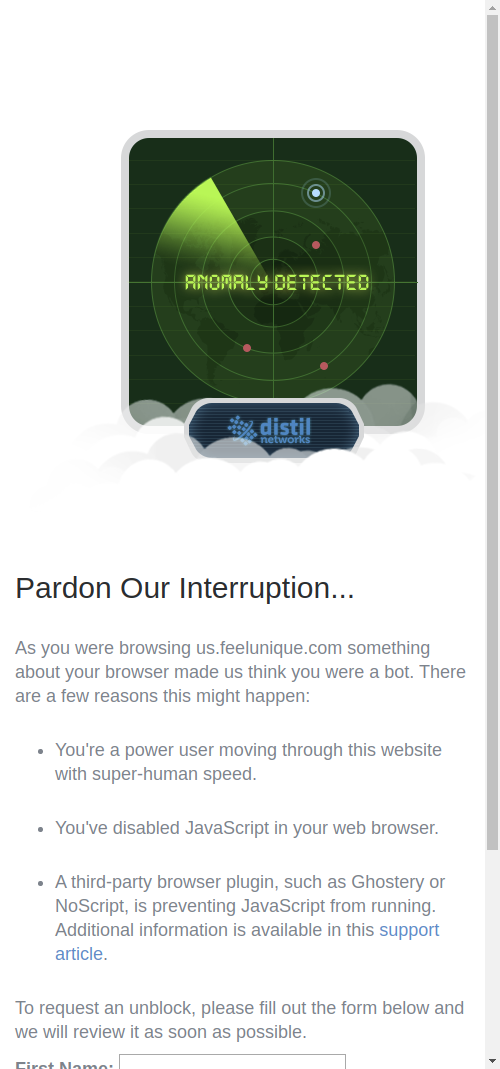 ANOMALY DETECTED
distil
networks
Pardon Our Interruption...
As you were browsing us.feelunique.com something
about your browser made us think you were a bot. There
are a few reasons this might happen:
You're a power user moving through this website
with super-human speed.
You've disabled JavaScript in your web browser.
A third-party browser plugin, such as Ghostery or
NoScript, is preventing JavaScript from running.
Additional information is available in this support
article.
To request an unblock, please fill out the form below and
we will review it as soon as possible.
First Name: